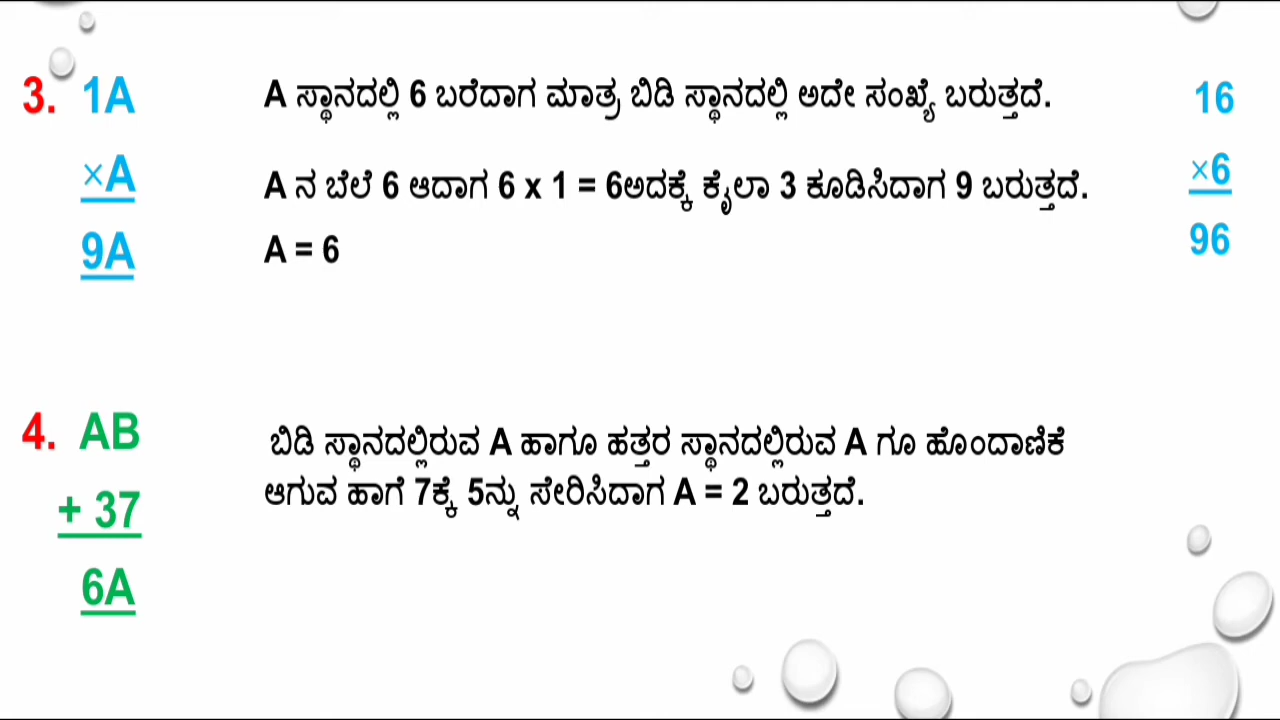 3. 1A
×A
9A
A ಸ್ಥಾನದಲ್ಲಿ 6 ಬರೆದಾಗ ಮಾತ್ರ ಬಿಡಿ ಸ್ಥಾನದಲ್ಲಿ ಅದೇ ಸಂಖ್ಯೆ ಬರುತ್ತದೆ.
A ನ ಬೆಲೆ 6 ಆದಾಗ 6 x 1 = 6ಅದಕ್ಕೆ ಕೈಲಾ 3 ಕೂಡಿಸಿದಾಗ 9 ಬರುತ್ತದೆ.
A = 6
16
×6
96
4. AB
+ 37
6A
ಬಿಡಿ ಸ್ಥಾನದಲ್ಲಿರುವ A ಹಾಗೂ ಹತ್ತರ ಸ್ಥಾನದಲ್ಲಿರುವ A ಗೂ ಹೊಂದಾಣಿಕೆ
ಆಗುವ ಹಾಗೆ 7ಕ್ಕೆ 5ನ್ನು ಸೇರಿಸಿದಾಗ A = 2 ಬರುತ್ತದೆ.